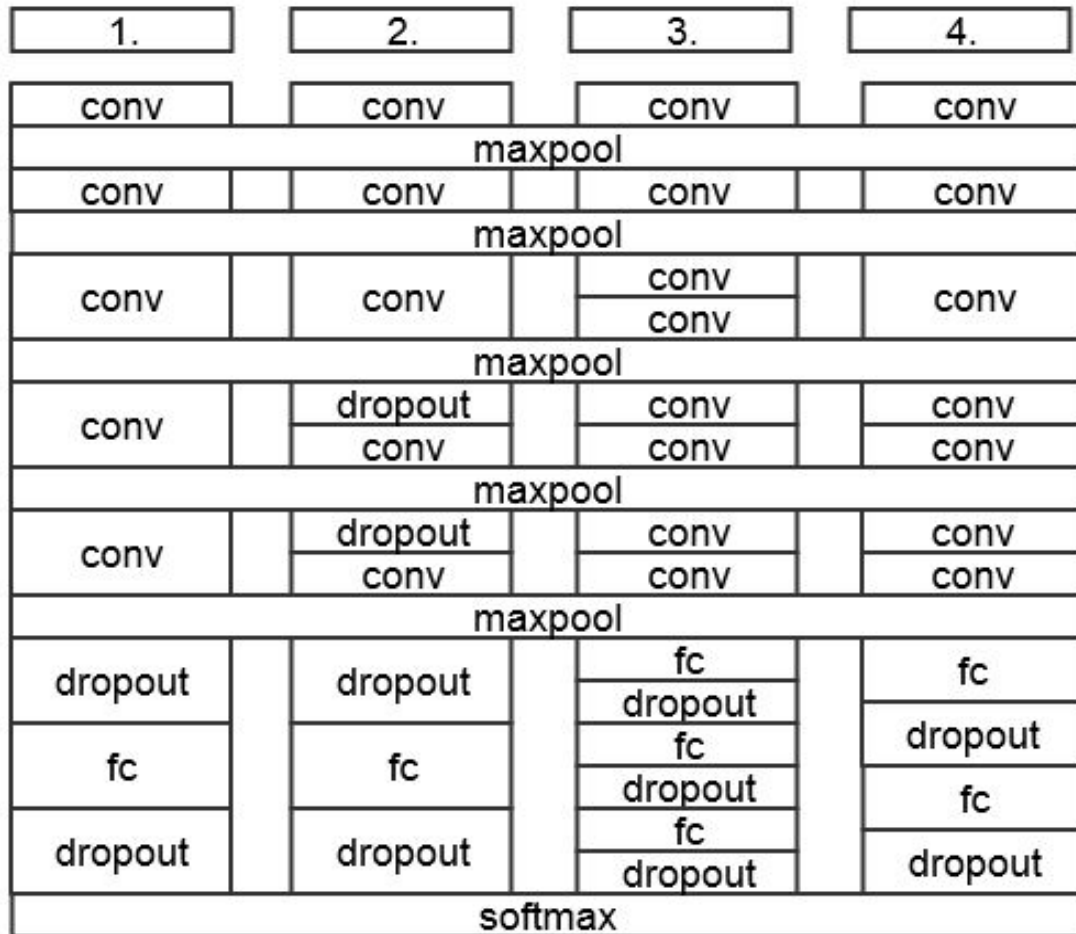 1. 2. 3. 4.
conv conv conv conv
maxpool
conv conv conv conv
maxpool
conv conv conv conv
conv
maxpool
conv dropout conv conv
conv conv conv
maxpool
conv dropout conv conv
conv conv conv
maxpool
dropout dropout fc fc
dropout
fc fc fc dropout
dropout fc
dropout dropout fc dropout
dropout
softmax